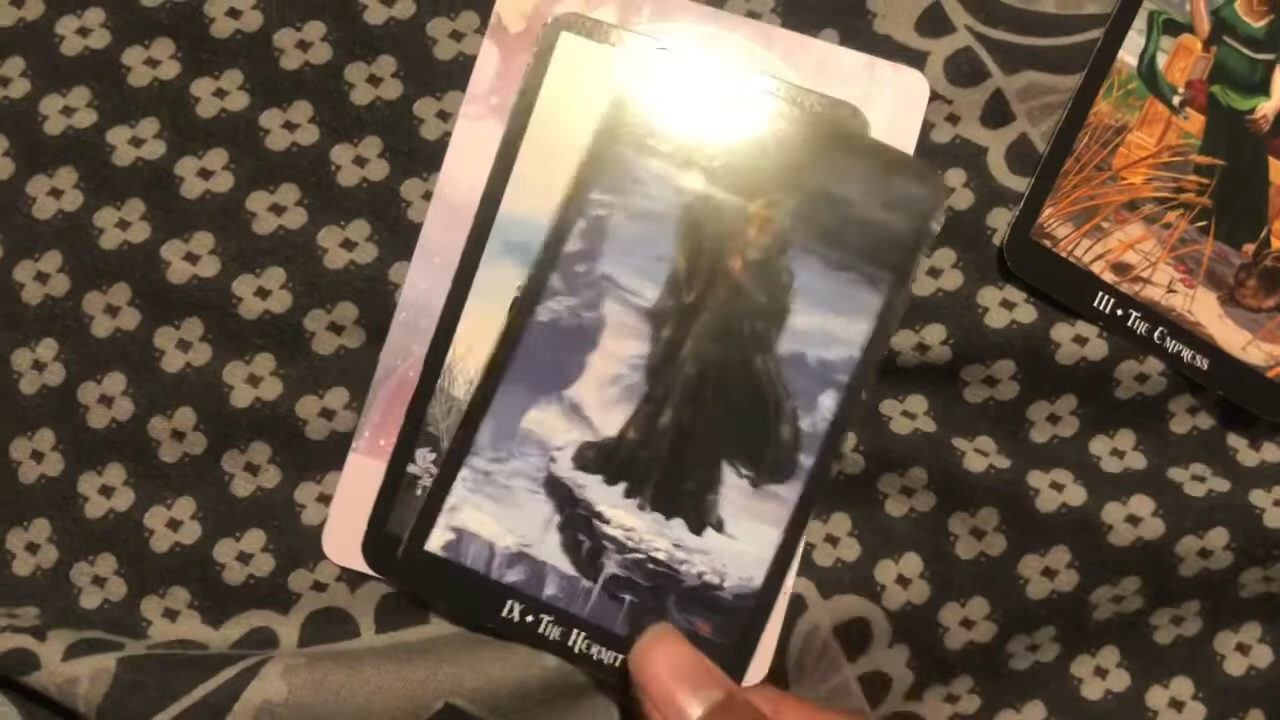 III • The Empress
IX • The Hermit